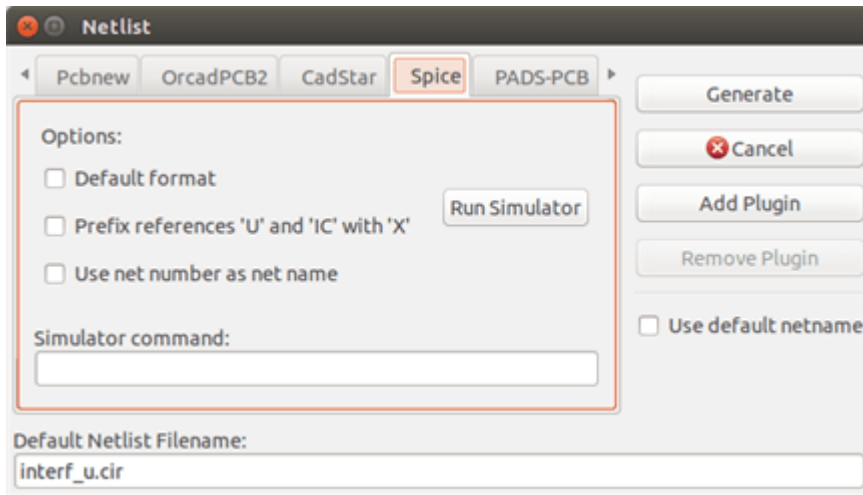 Netlist
Pcbnew OrcadPCB2 CadStar Spice PADS-PCB
Generate
Options:
Cancel
Default format
Run Simulator
Add Plugin
Prefix references 'U' and 'IC' with 'X'
Remove Plugin
Use net number as net name
Use default netname
Simulator command:
Default Netlist Filename:
interf_u.cir